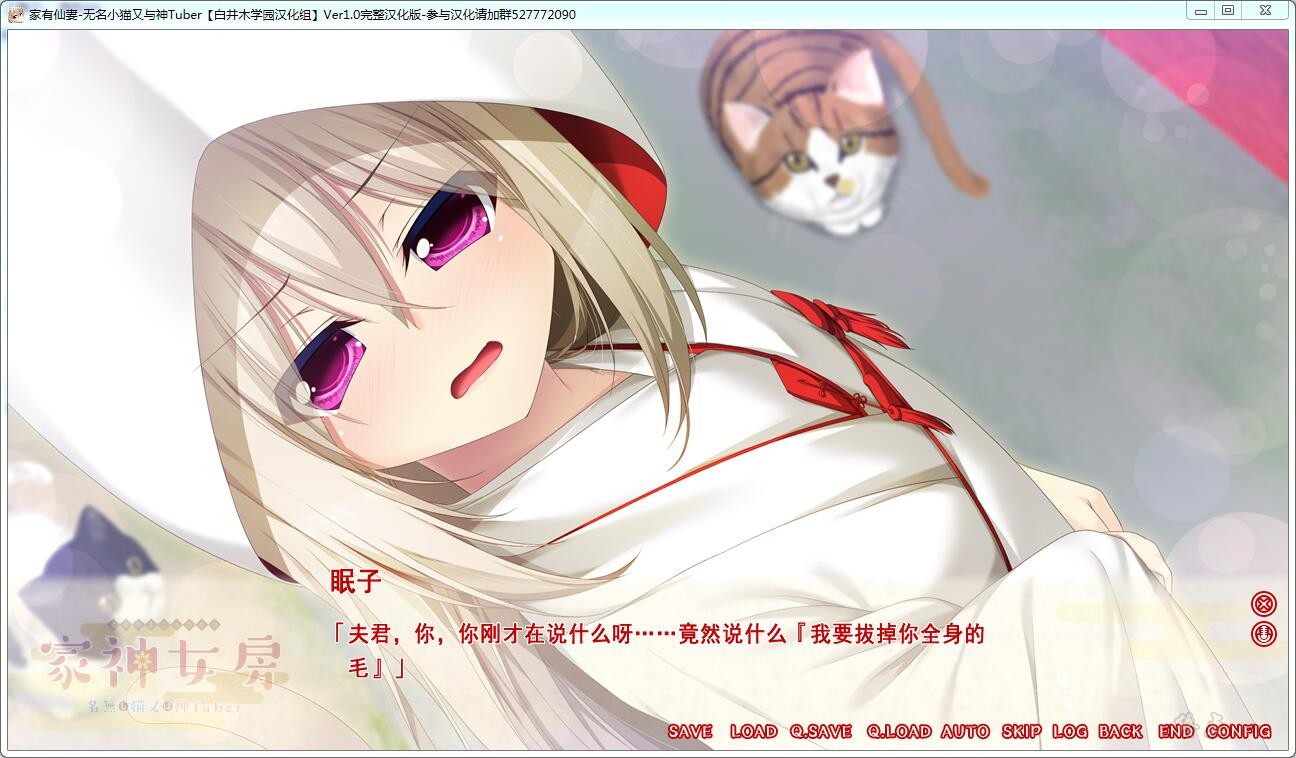 家有仙妻-无名小猫又与神Tuber【白井木学园汉化组】Ver1.0完整汉化版-参与汉化请加群527772090
眠子
「夫君，你，你刚才在说什么呀……竟然说什么『我要拔掉你全身的
毛』」
家神女房
名無し猫又は神Tuber
SAVE LOAD Q.SAVE Q.LOAD AUTO SKIP LOG BACK END CONFIG